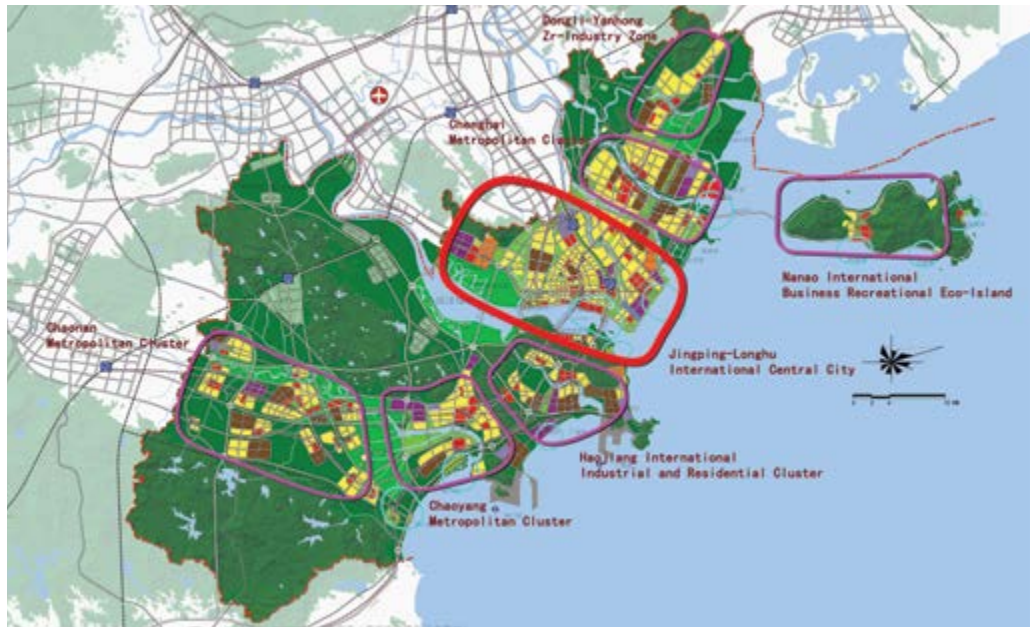 Dongli-Yanhong
Zr-Industry Zone
Chenghai
Metropolitan Cluster
Nanao International
Business Recreational Eco-Island
Chaonan
Metropolitan Cluster
Jingping-Longhu
International Central City
Haojiang International
Industrial and Residential Cluster
Chaoyang
Metropolitan Cluster